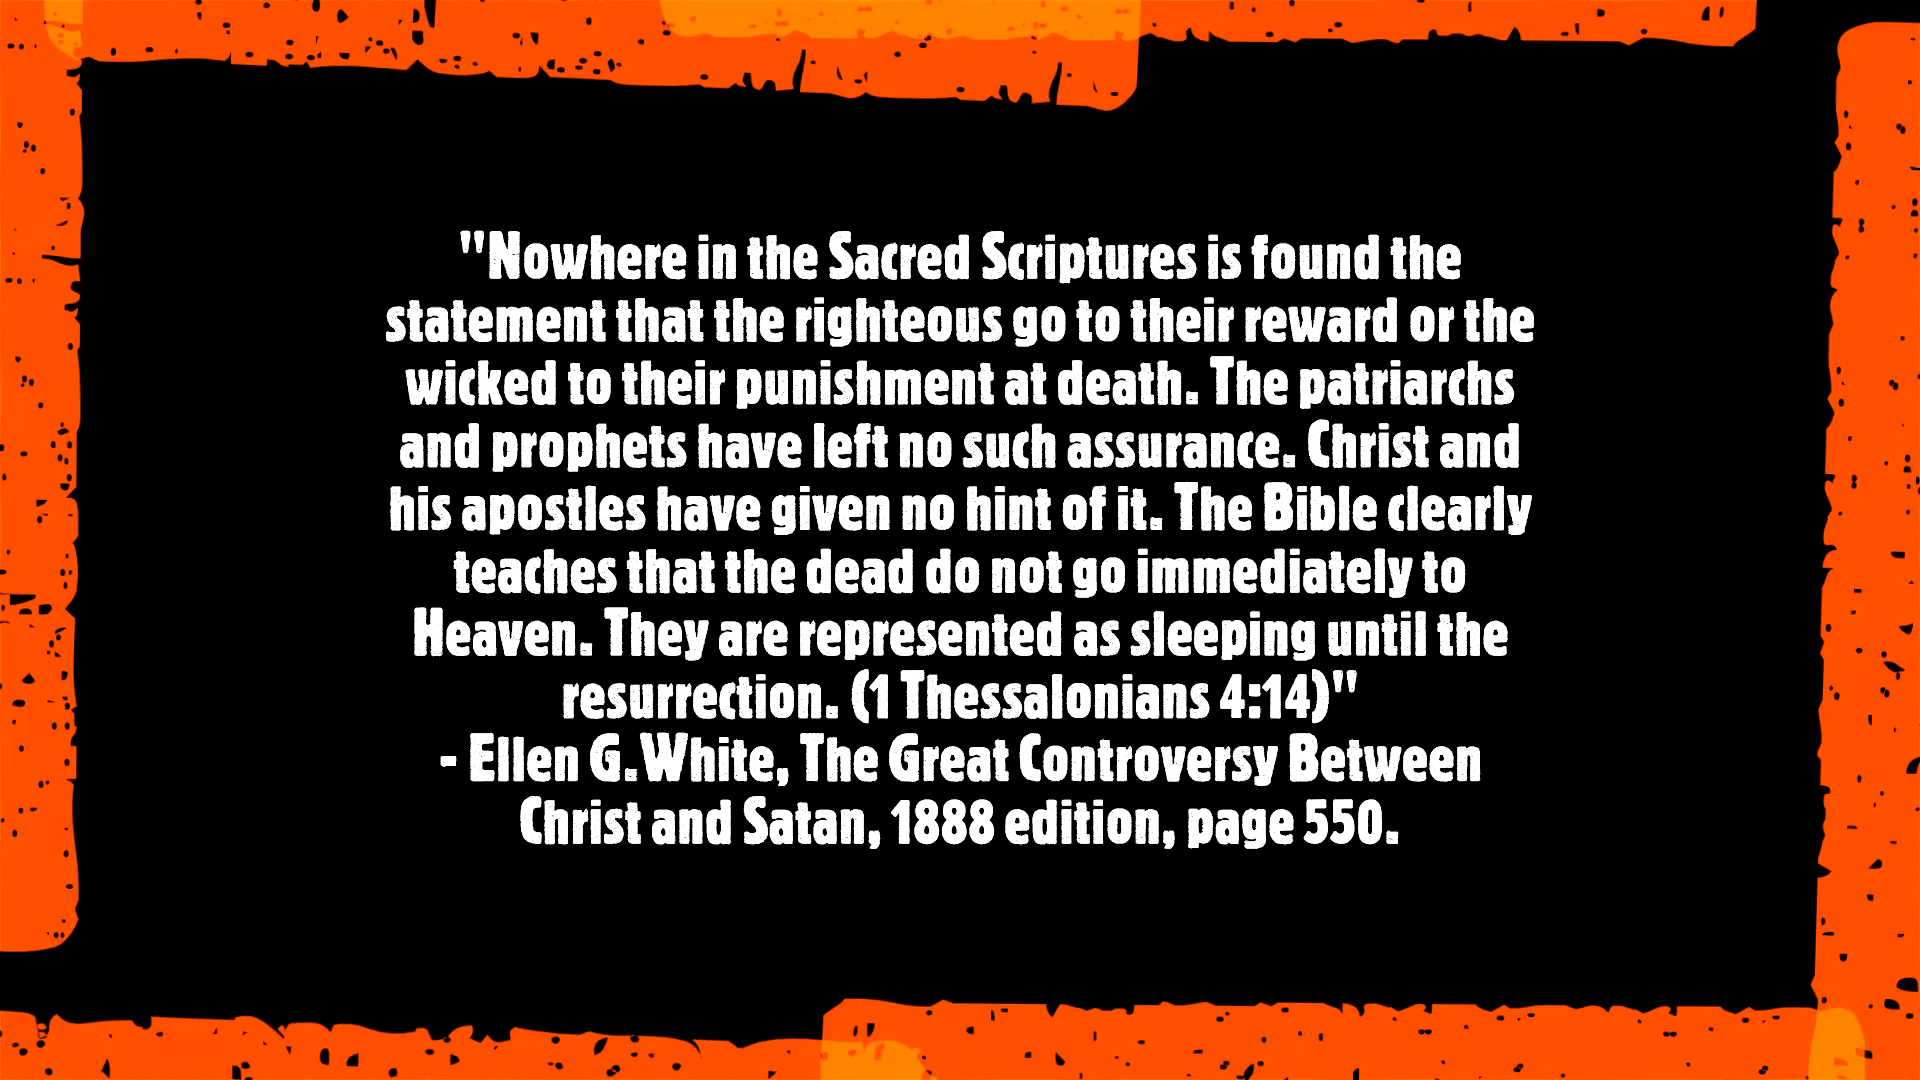 "Nowhere in the Sacred Scriptures is found the
statement that the righteous go to their reward or the
wicked to their punishment at death. The patriarchs
and prophets have left no such assurance. Christ and
his apostles have given no hint of it. The Bible clearly
teaches that the dead do not go immediately to
Heaven. They are represented as sleeping until the
resurrection. (1 Thessalonians 4:14)"
- Ellen G.White, The Great Controversy Between
Christ and Satan, 1888 edition, page 550.